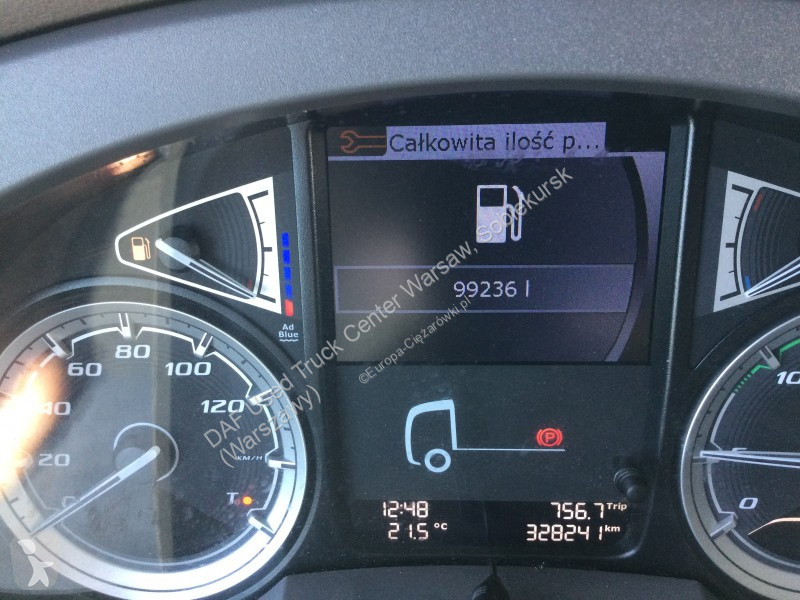 Całkowita ilość p...
99236 l
Ad
Blue
20
40
60
80
100
120
KM/H
T
P
12:48
756.7 Trip
21.5 °C
328241 km
0
DAF Used Truck Center Warsaw, Sobiekursk
(Warszawy)
©Europa-Ciężarówki.pl